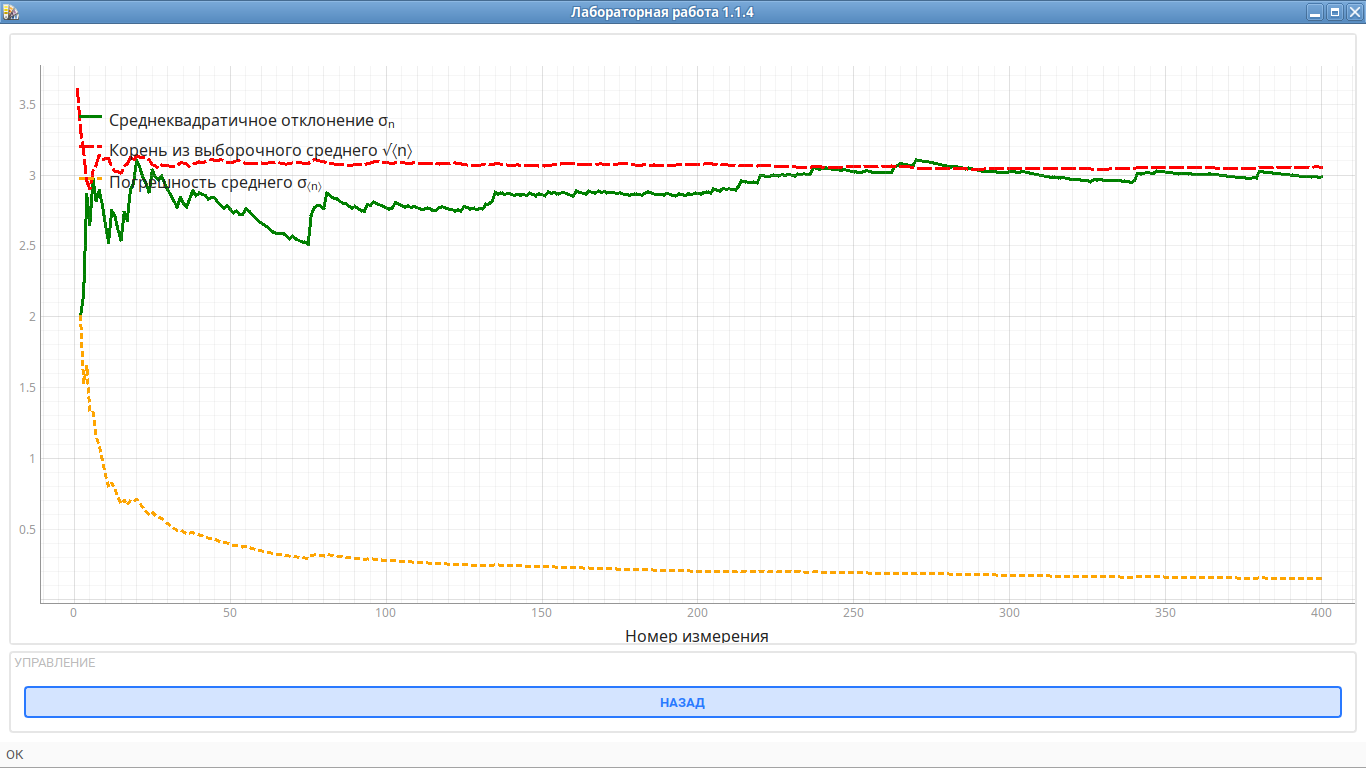 Лабораторная работа 1.1.4
3.5
Среднеквадратичное отклонение σₙ
Корень из выборочного среднего √⟨n⟩
3
Погрешность среднего σ⟨n⟩
2.5
2
1.5
1
0.5
0 50 100 150 200 250 300 350 400
Номер измерения
УПРАВЛЕНИЕ
НАЗАД
ОК